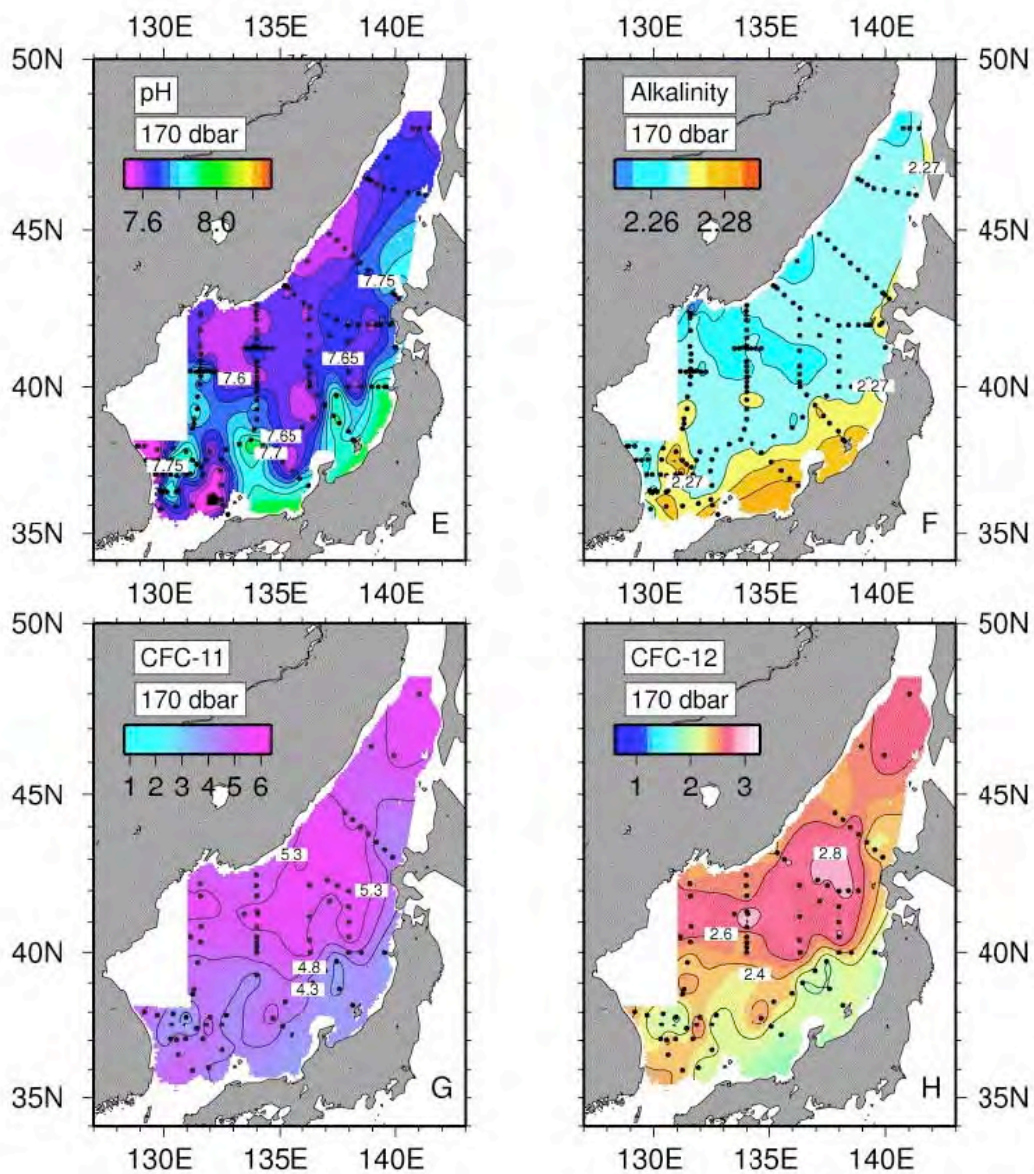 130E 135E 140E 130E 135E 140E
50N 50N
pH Alkalinity
170 dbar 170 dbar
2.27
7.6 8.0 2.26 2.28
45N 45N
7.75
7.65
40N 7.6 2.27 40N
7.65
7.7
7.75 2.27
35N E F 35N
130E 135E 140E 130E 135E 140E
50N 50N
CFC-11 CFC-12
170 dbar 170 dbar
1 2 3 4 5 6 1 2 3
45N 45N
5.3 2.8
5.3
2.6
40N 40N
4.8 2.4
4.3
35N G H 35N
130E 135E 140E 130E 135E 140E